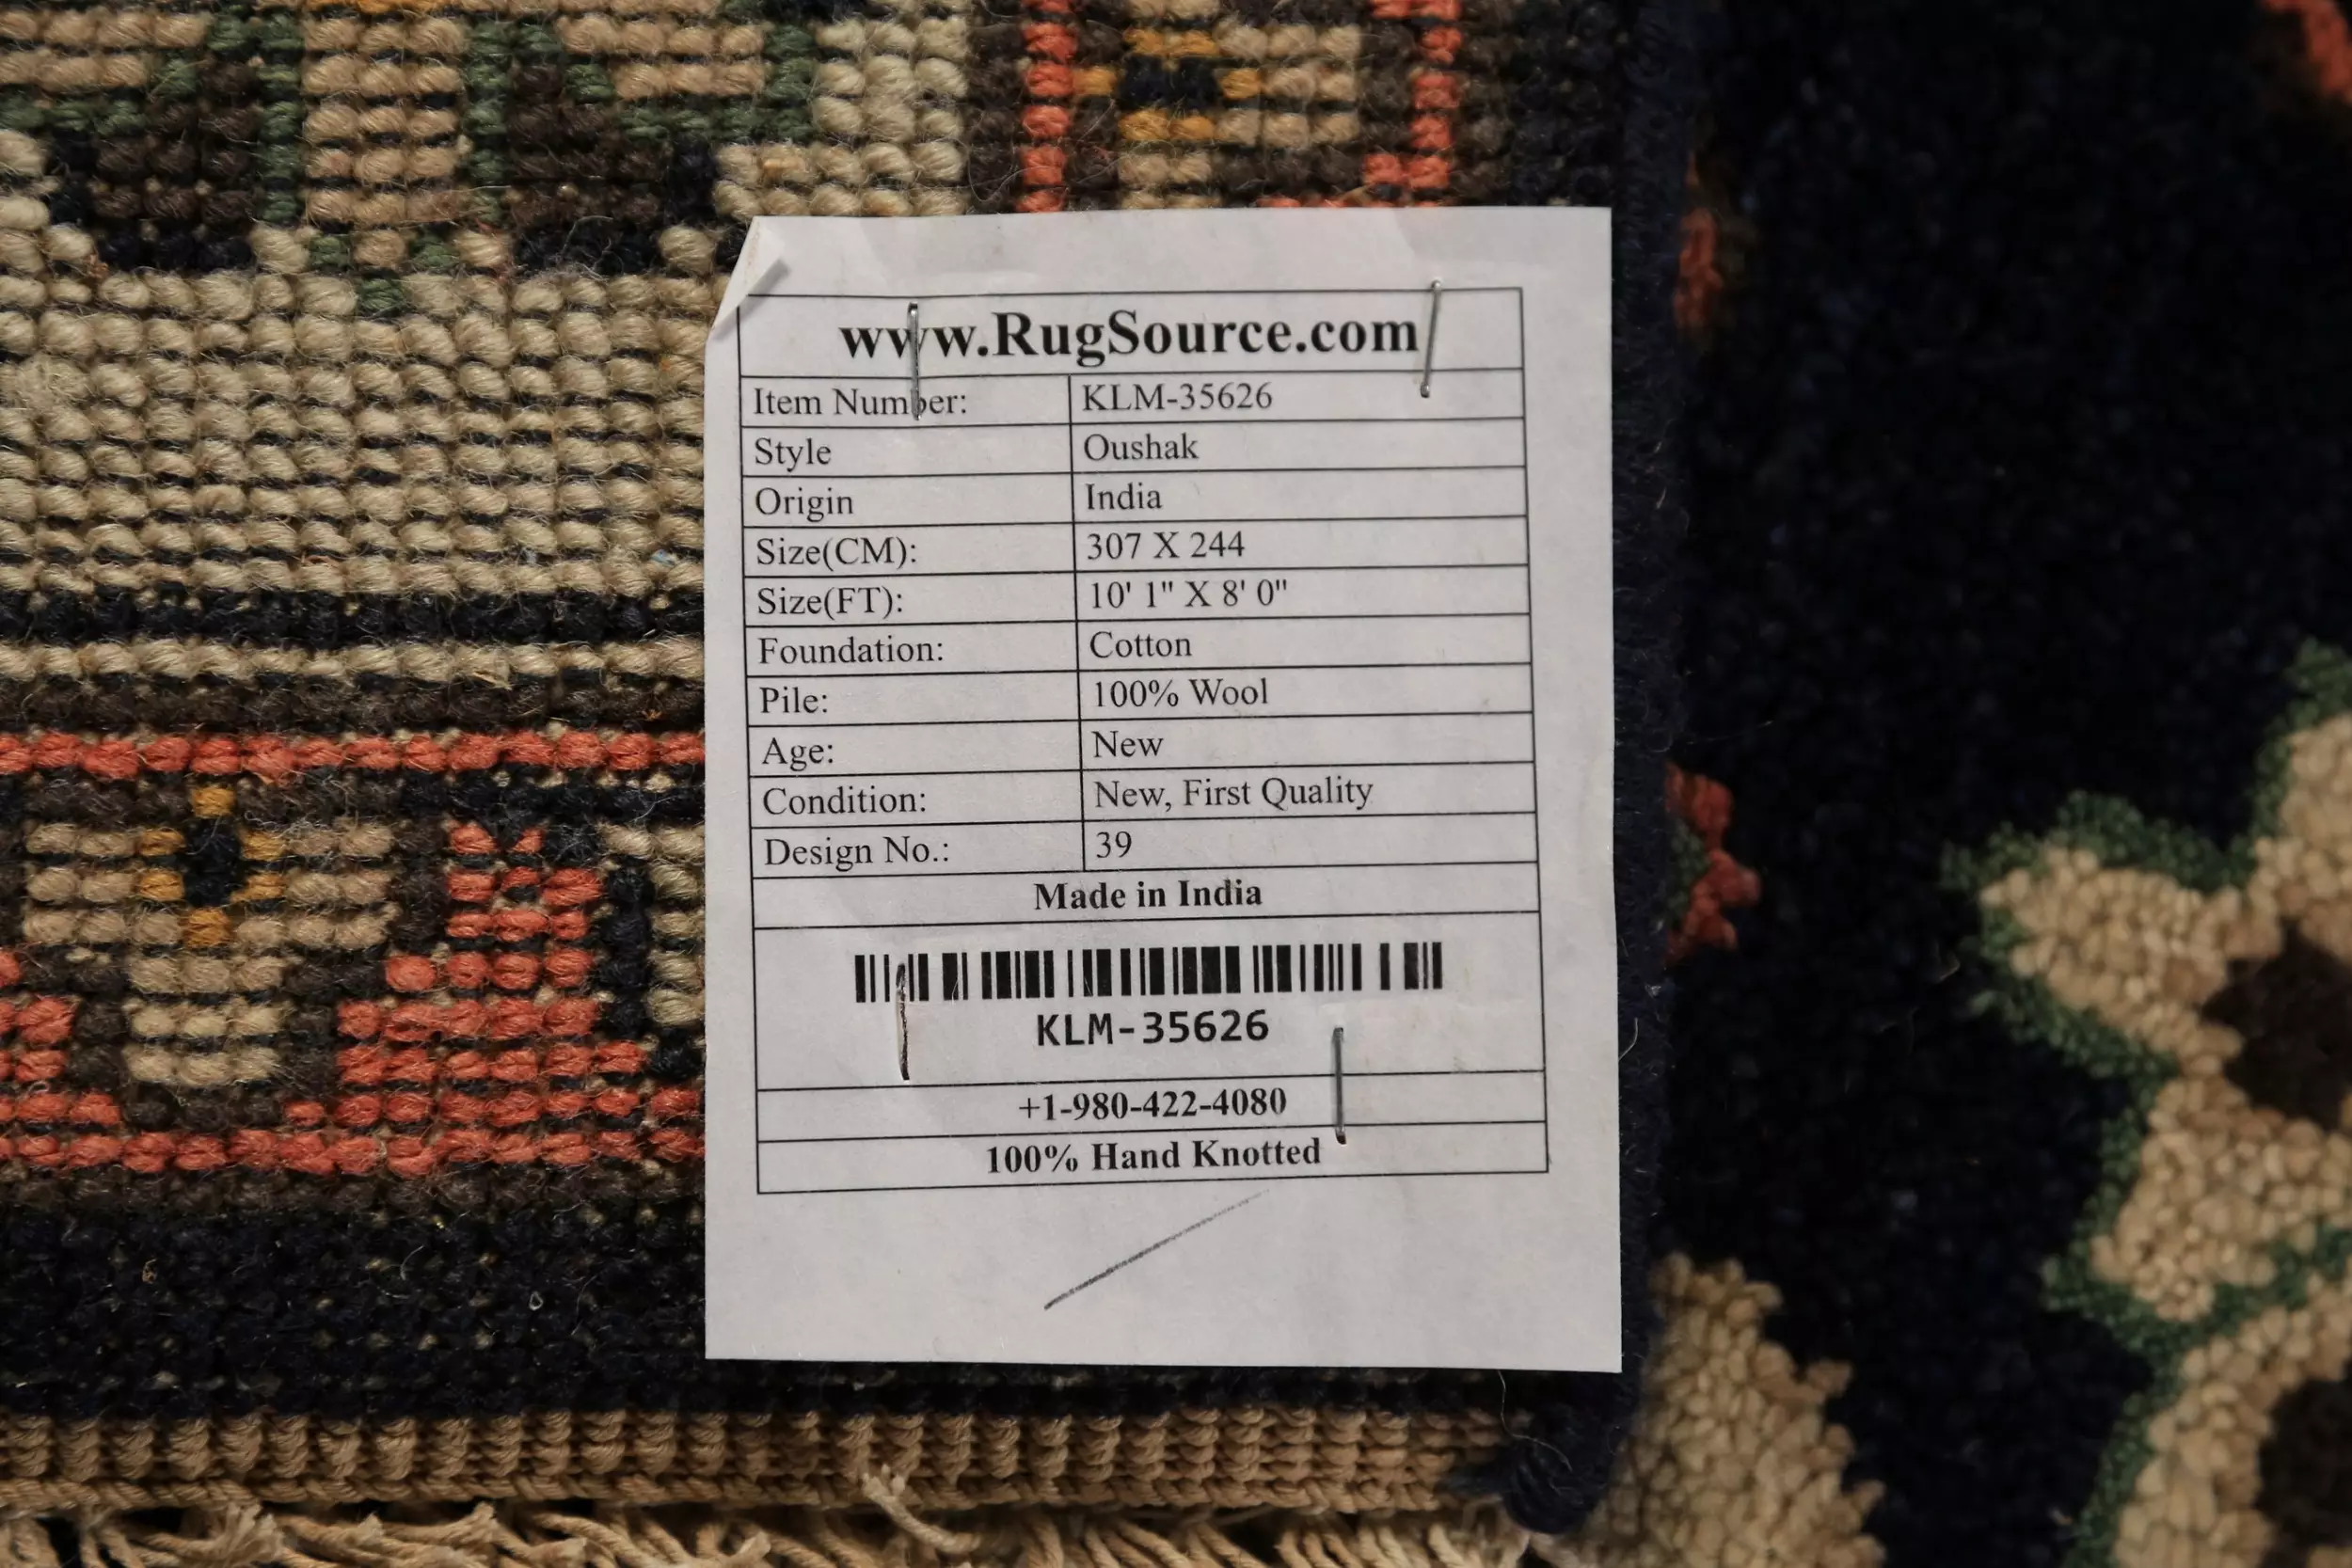 www.RugSource.com
Item Number: KLM-35626
Style Oushak
Origin India
Size(CM): 307 X 244
Size(FT): 10' 1" X 8' 0"
Foundation: Cotton
Pile: 100% Wool
Age: New
Condition: New, First Quality
Design No.: 39
Made in India
KLM-35626
+1-980-422-4080
100% Hand Knotted